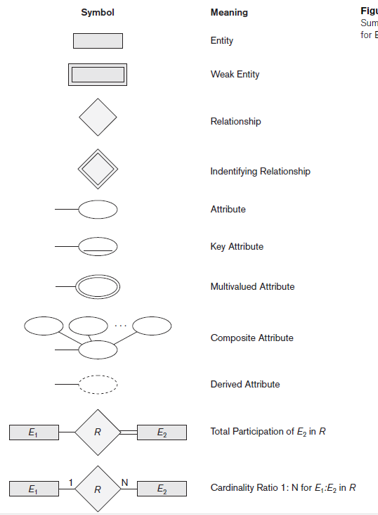 Symbol Meaning
Entity
Weak Entity
Relationship
Indentifying Relationship
Attribute
Key Attribute
Multivalued Attribute
. . .
Composite Attribute
Derived Attribute
E1 R E2 Total Participation of E2 in R
E1 1 R N E2 Cardinality Ratio 1: N for E1:E2 in R
Figu
Sum
for E